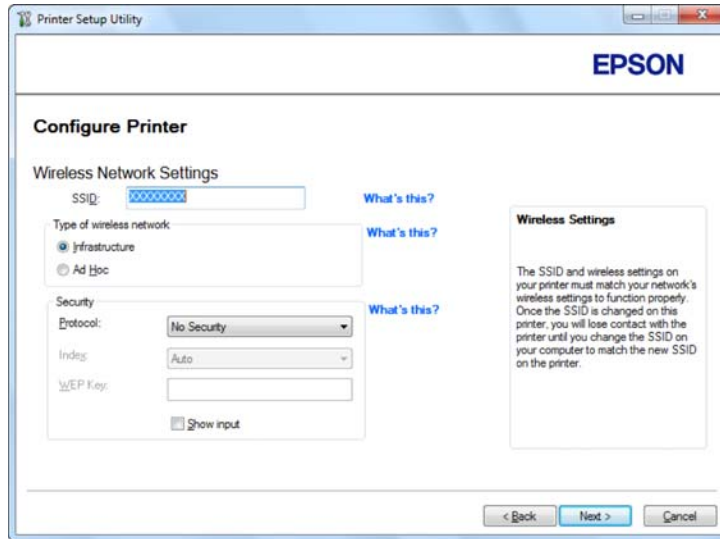 Printer Setup Utility
EPSON
Configure Printer
Wireless Network Settings
SSID: XXXXXXXXX What's this?
Type of wireless network What's this?
Infrastructure
Ad Hoc
Security What's this?
Protocol: No Security
Index: Auto
WEP Key:
Show input
Wireless Settings
The SSID and wireless settings on
your printer must match your network's
wireless settings to function properly.
Once the SSID is changed on this
printer, you will lose contact with the
printer until you change the SSID on
your computer to match the new SSID
on the printer.
< Back Next > Cancel